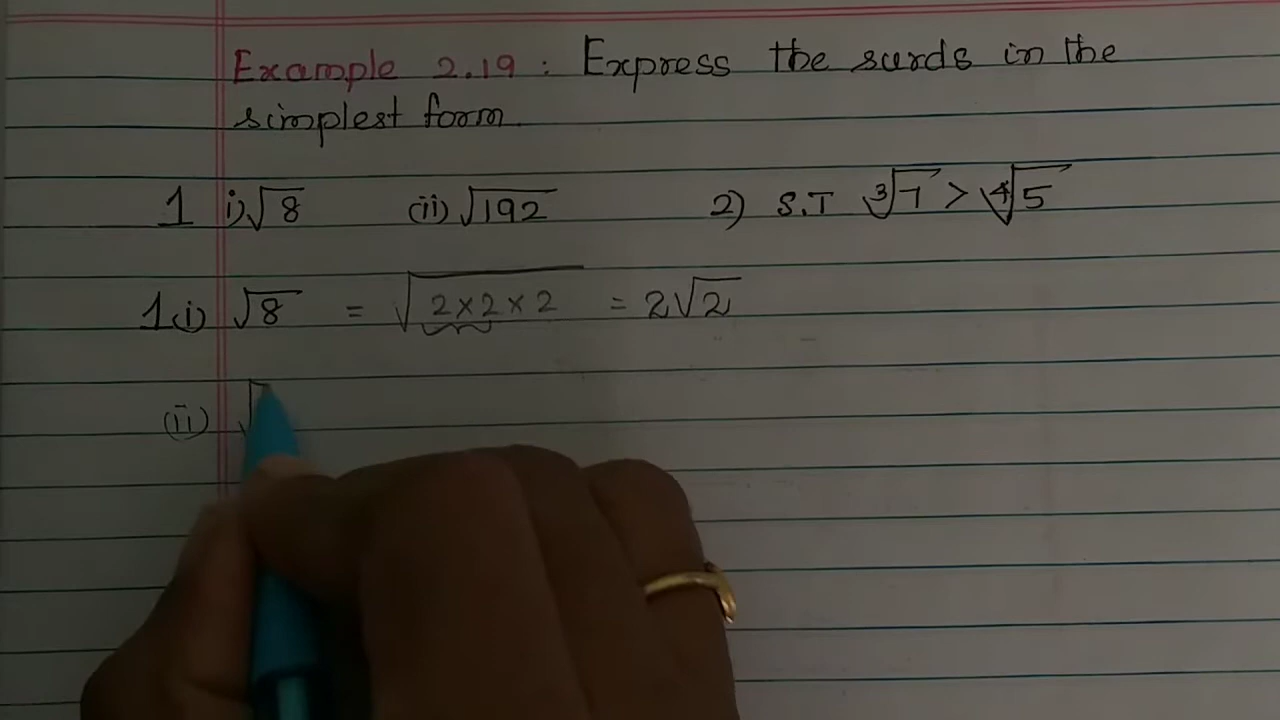 Example 2.19 : Express the surds in the
simplest form.
1 i) √8 (ii) √192 2) S.T ∛7 > ∜5
1(i) √8 = √2×2×2 = 2√2
(ii) √